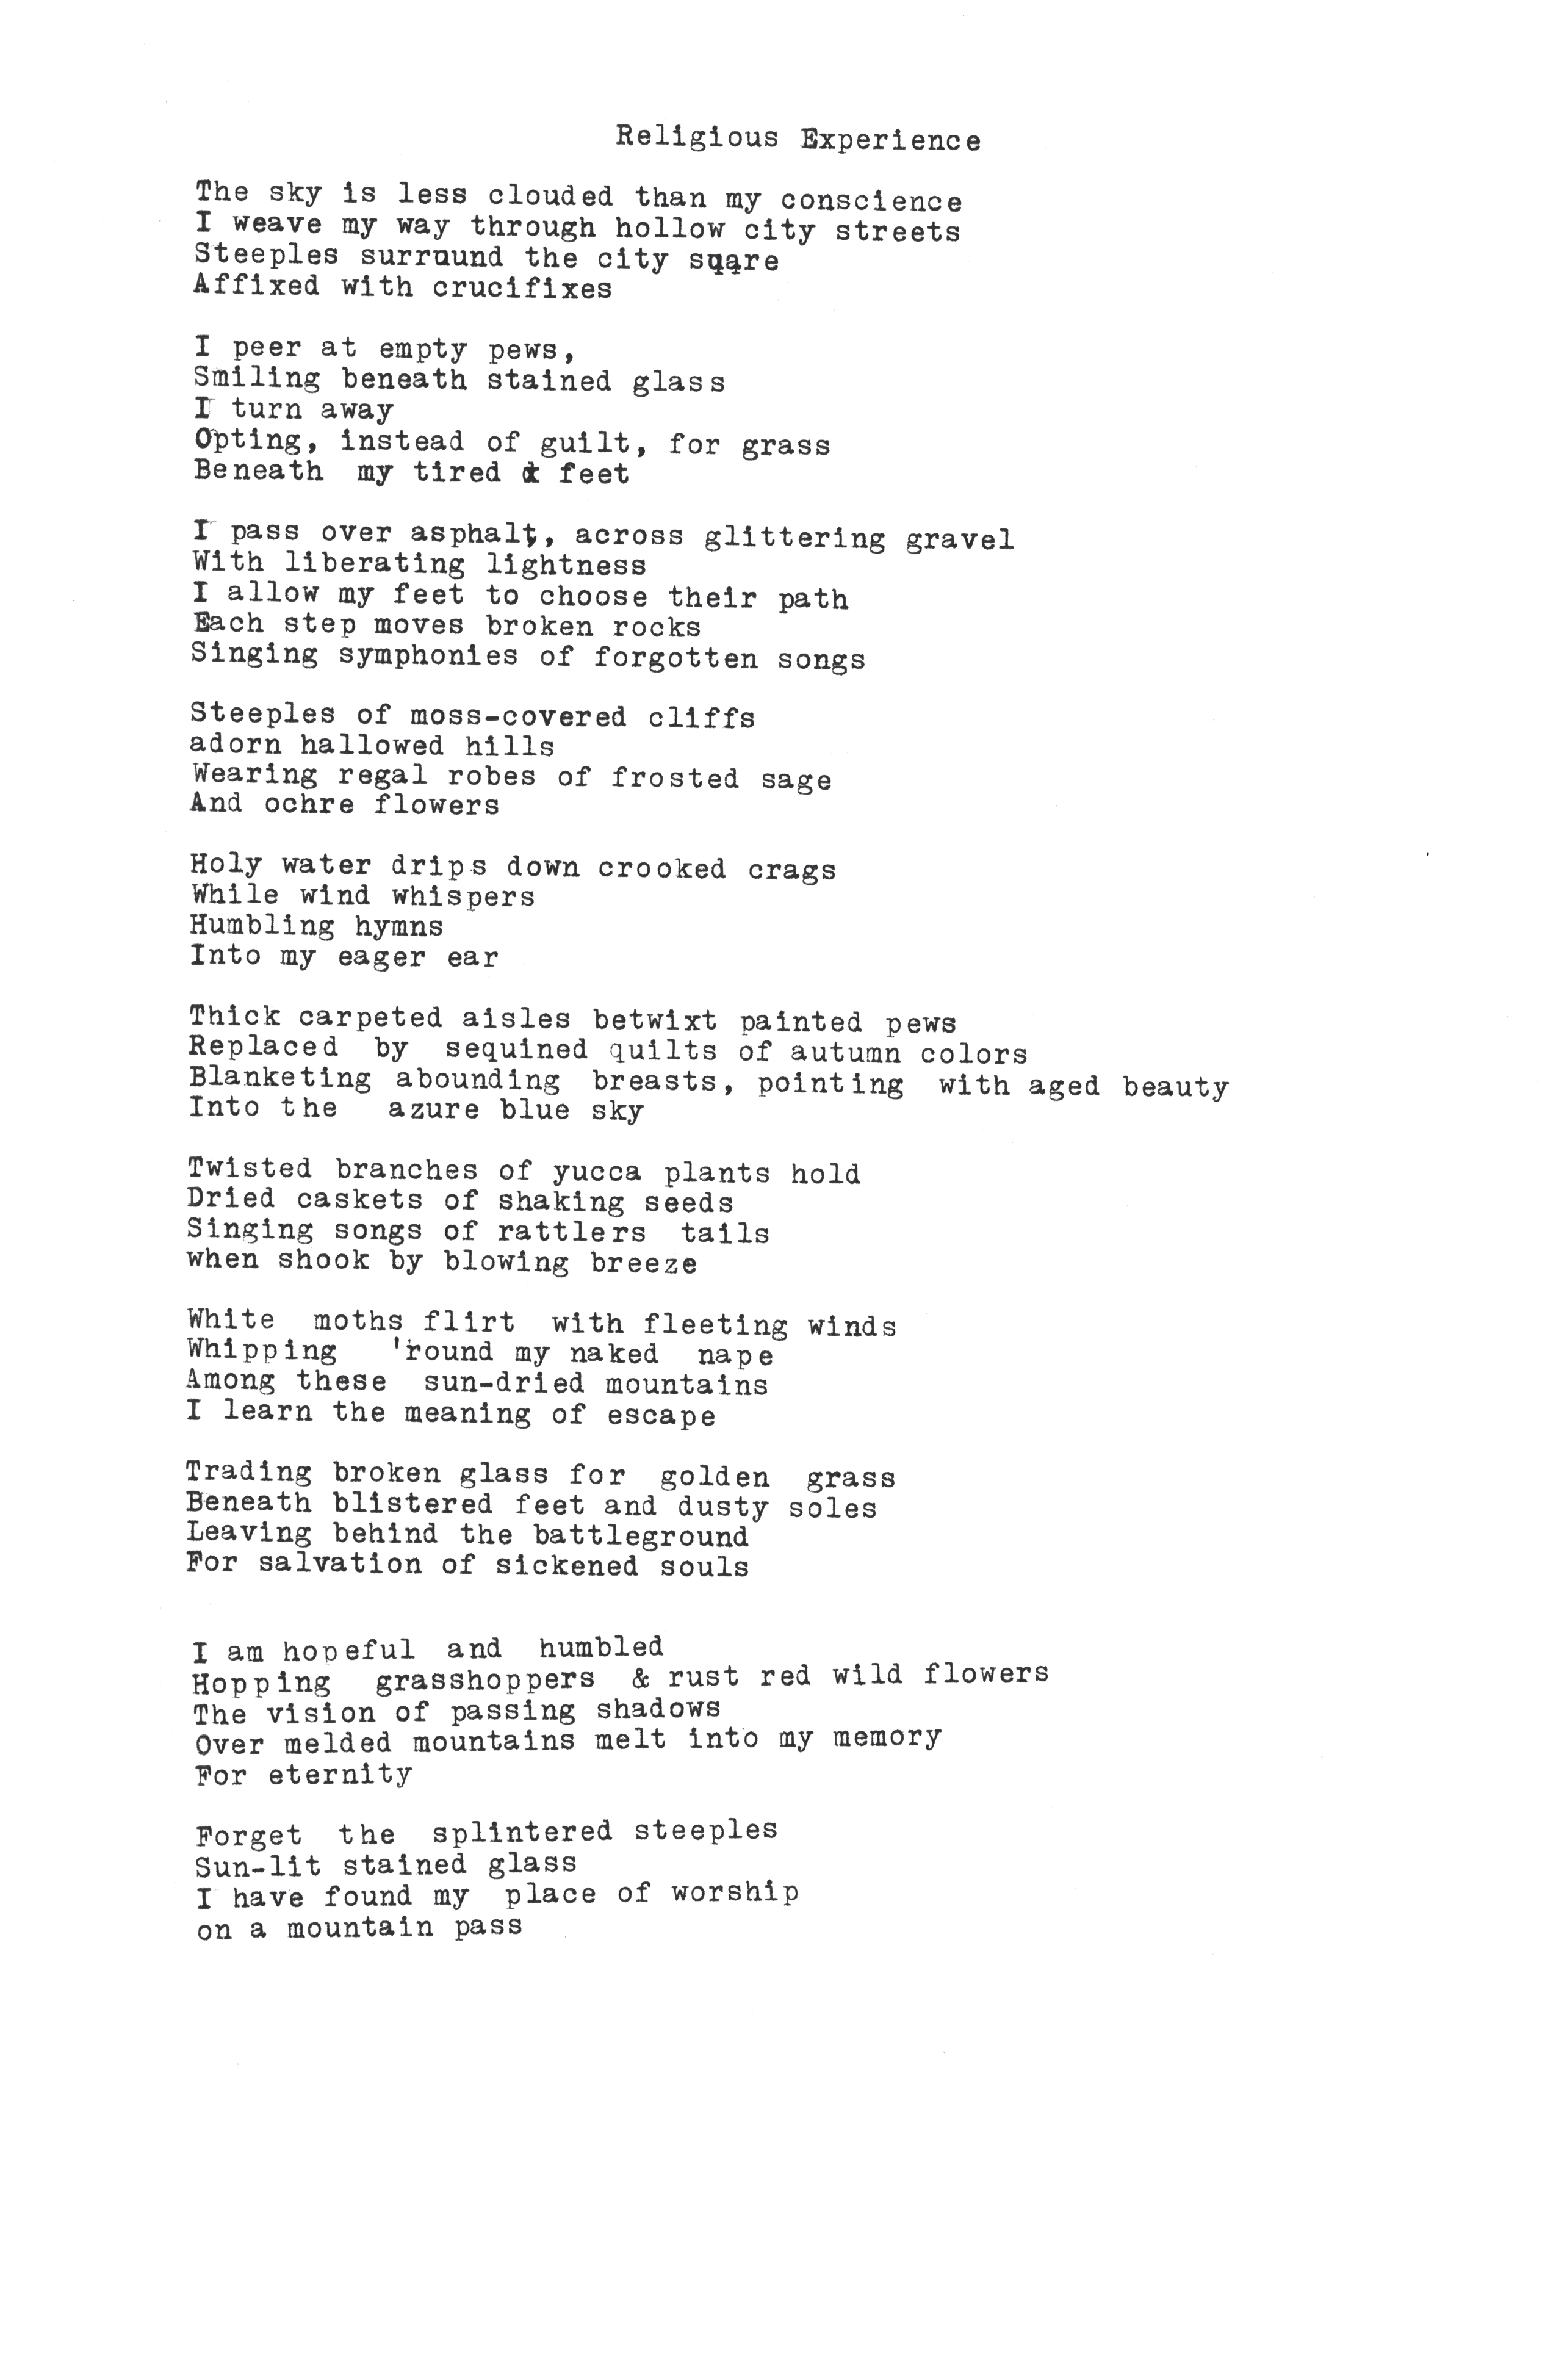 Religious Experience
The sky is less clouded than my conscience
I weave my way through hollow city streets
Steeples surruund the city sqare
Affixed with crucifixes
I peer at empty pews,
Smiling beneath stained glass
I turn away
Opting, instead of guilt, for grass
Beneath my tired feet
I pass over asphalt, across glittering gravel
With liberating lightness
I allow my feet to choose their path
Each step moves broken rocks
Singing symphonies of forgotten songs
Steeples of moss-covered cliffs
adorn hallowed hills
Wearing regal robes of frosted sage
And ochre flowers
Holy water drips down crooked crags
While wind whispers
Humbling hymns
Into my eager ear
Thick carpeted aisles betwixt painted pews
Replaced by sequined quilts of autumn colors
Blanketing abounding breasts, pointing with aged beauty
Into the azure blue sky
Twisted branches of yucca plants hold
Dried caskets of shaking seeds
Singing songs of rattlers tails
when shook by blowing breeze
White moths flirt with fleeting winds
Whipping 'round my naked nape
Among these sun-dried mountains
I learn the meaning of escape
Trading broken glass for golden grass
Beneath blistered feet and dusty soles
Leaving behind the battleground
For salvation of sickened souls
I am hopeful and humbled
Hopping grasshoppers & rust red wild flowers
The vision of passing shadows
Over melded mountains melt into my memory
For eternity
Forget the splintered steeples
Sun-lit stained glass
I have found my place of worship
on a mountain pass